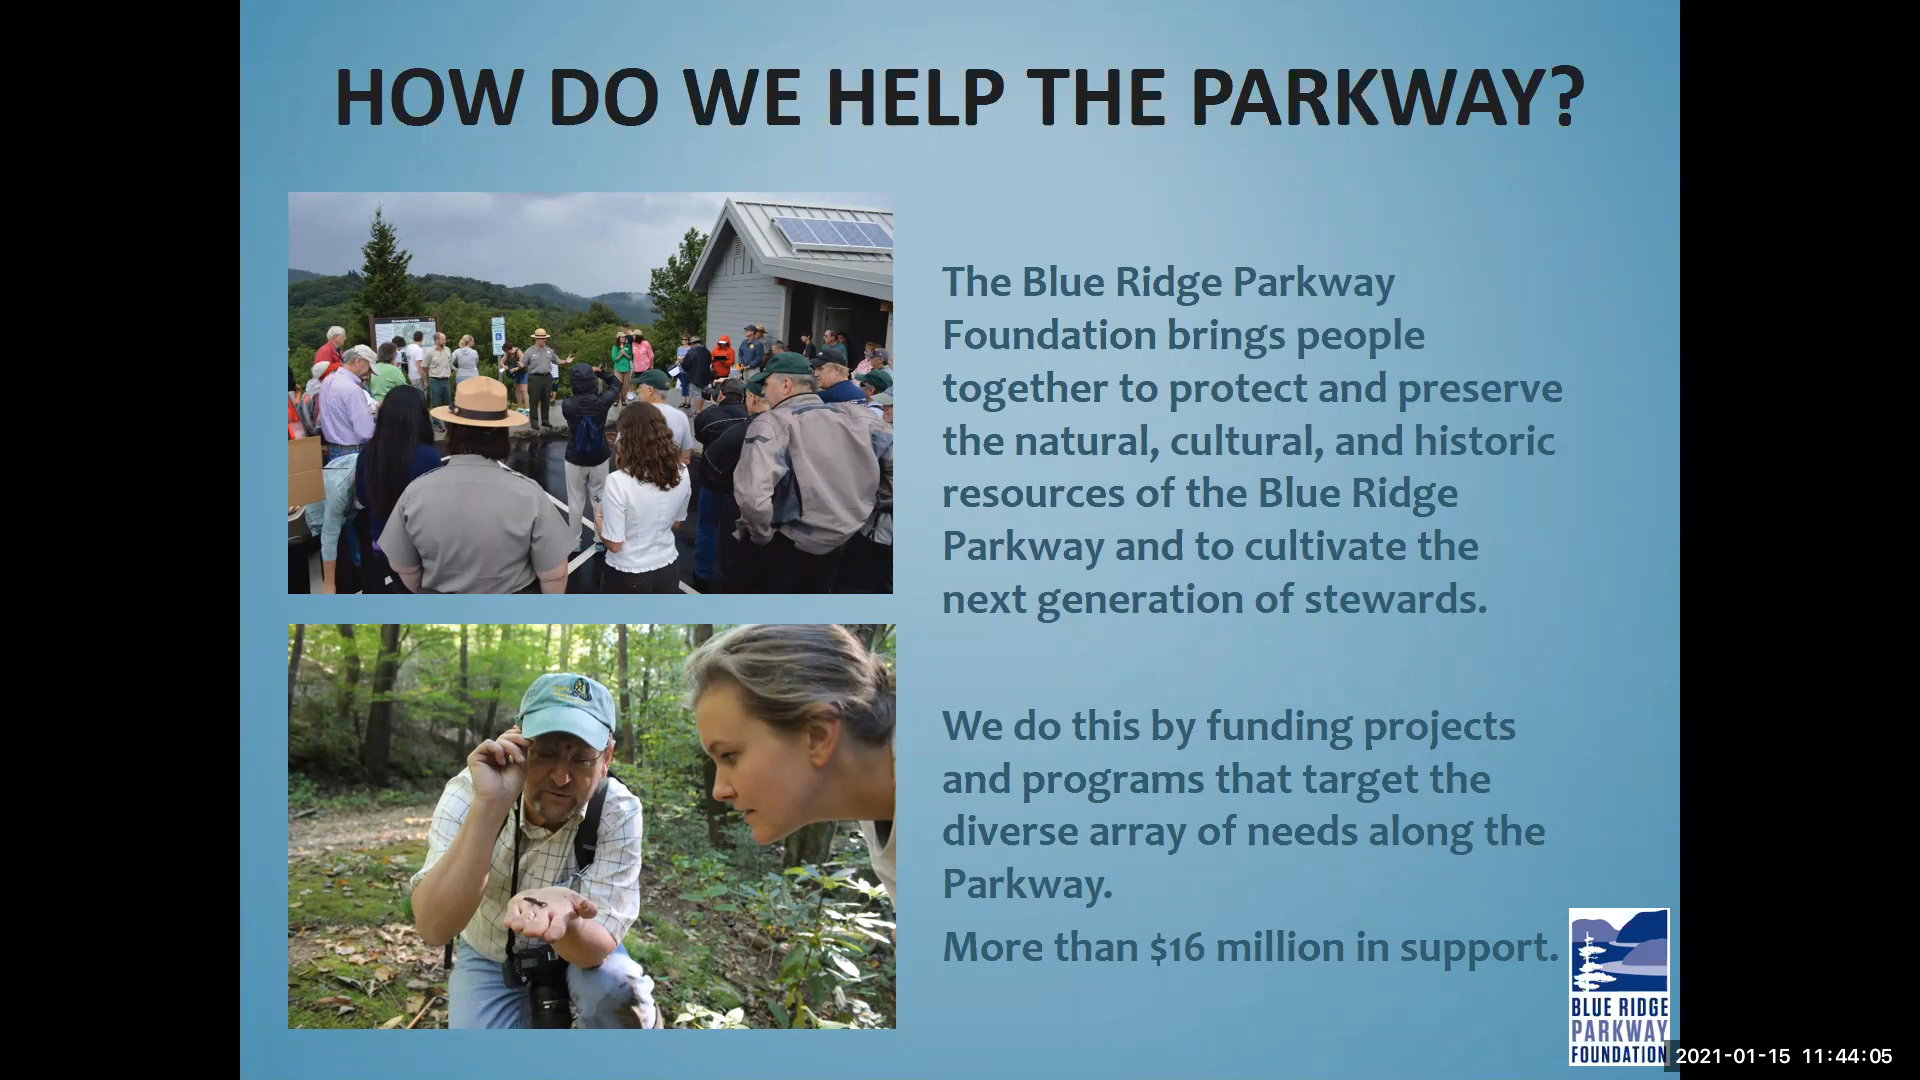 HOW DO WE HELP THE PARKWAY?
The Blue Ridge Parkway
Foundation brings people
together to protect and preserve
the natural, cultural, and historic
resources of the Blue Ridge
Parkway and to cultivate the
next generation of stewards.
We do this by funding projects
and programs that target the
diverse array of needs along the
Parkway.
More than $16 million in support.
BLUE RIDGE
PARKWAY
FOUNDATION
2021-01-15 11:44:05